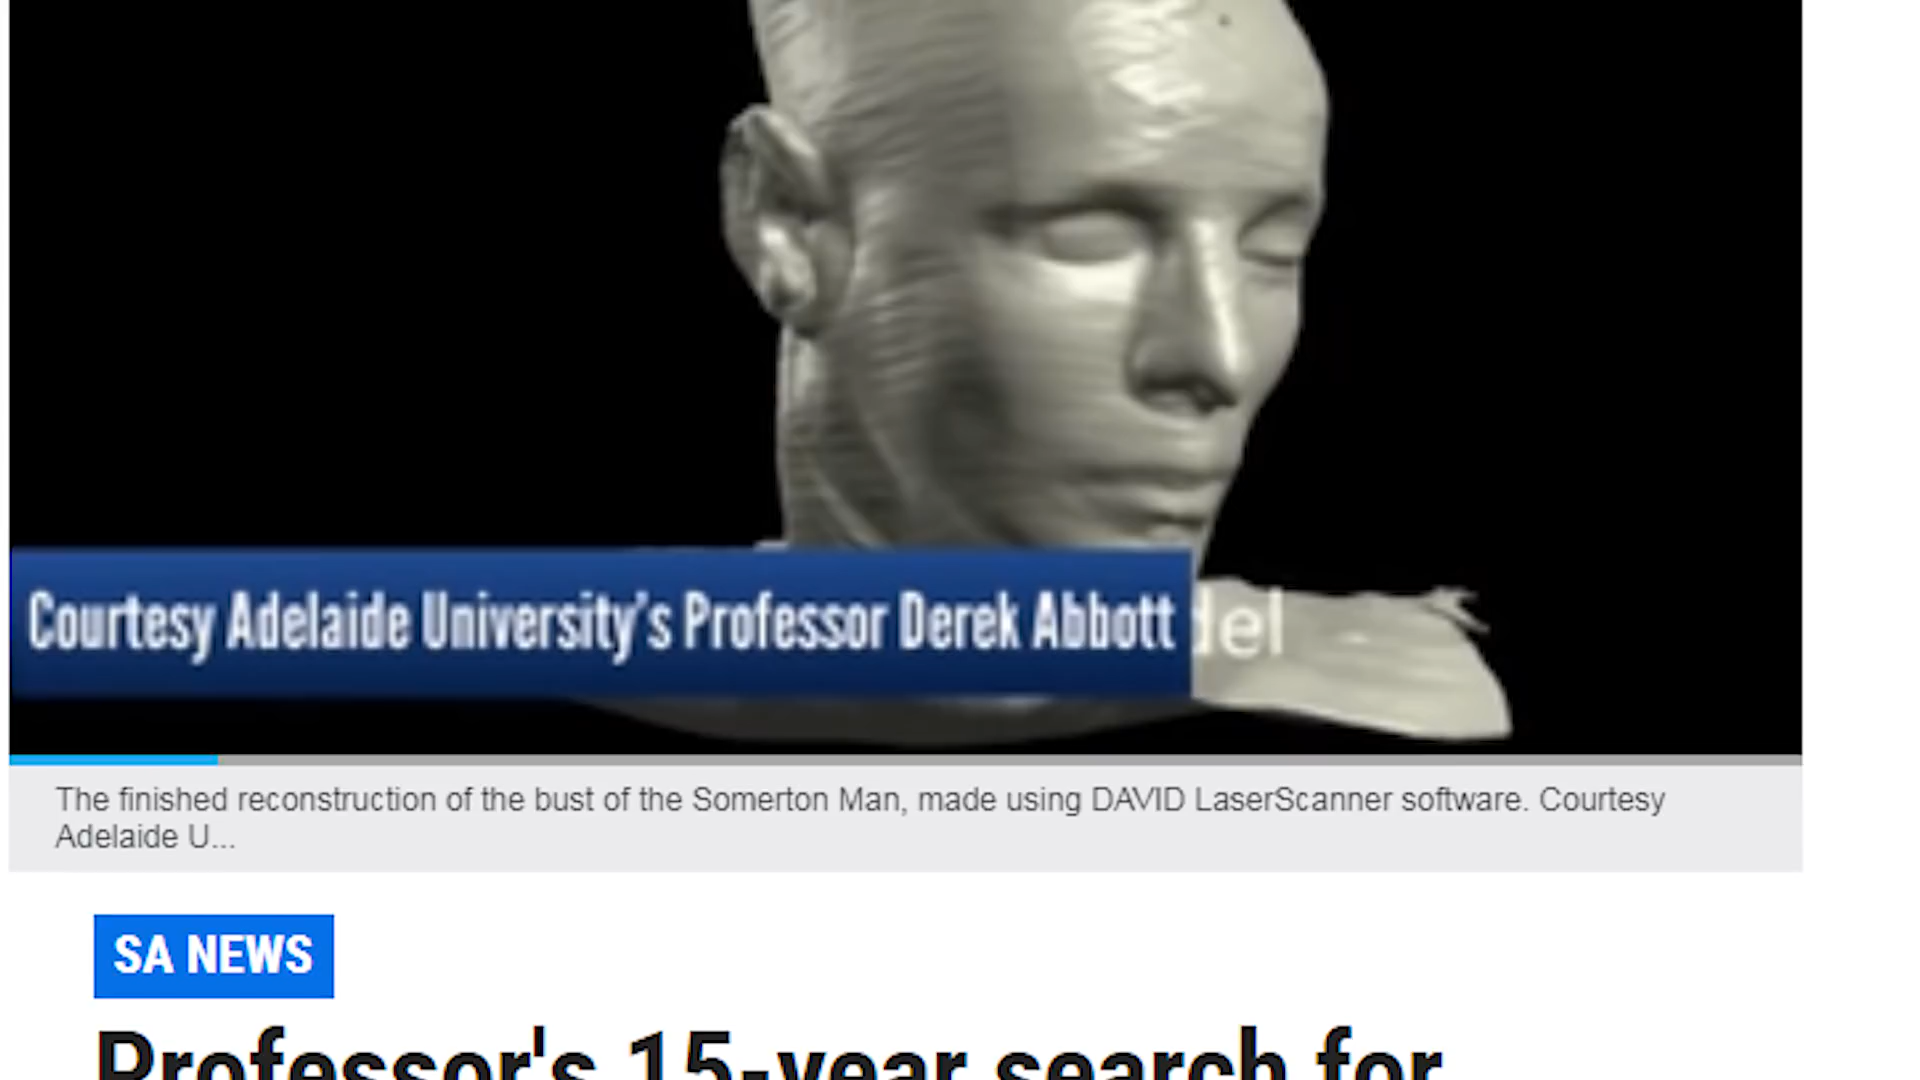 Courtesy Adelaide University's Professor Derek Abbott
del
The finished reconstruction of the bust of the Somerton Man, made using DAVID LaserScanner software. Courtesy
Adelaide U...
SA NEWS
Professor's 15-year search for